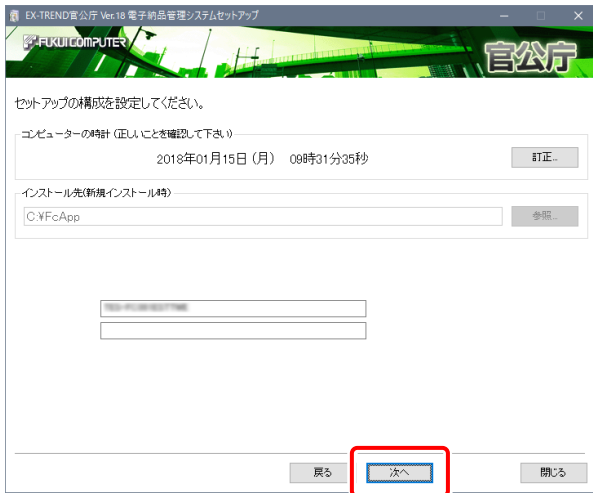 EX-TREND官公庁 Ver.18 電子納品管理システムセットアップ
FUKUI COMPUTER
官公庁
セットアップの構成を設定してください。
コンピューターの時計(正しいことを確認して下さい)
2018年01月15日 (月) 09時31分35秒
訂正...
インストール先(新規インストール時)
C:¥FcApp
参照...
戻る
次へ
閉じる